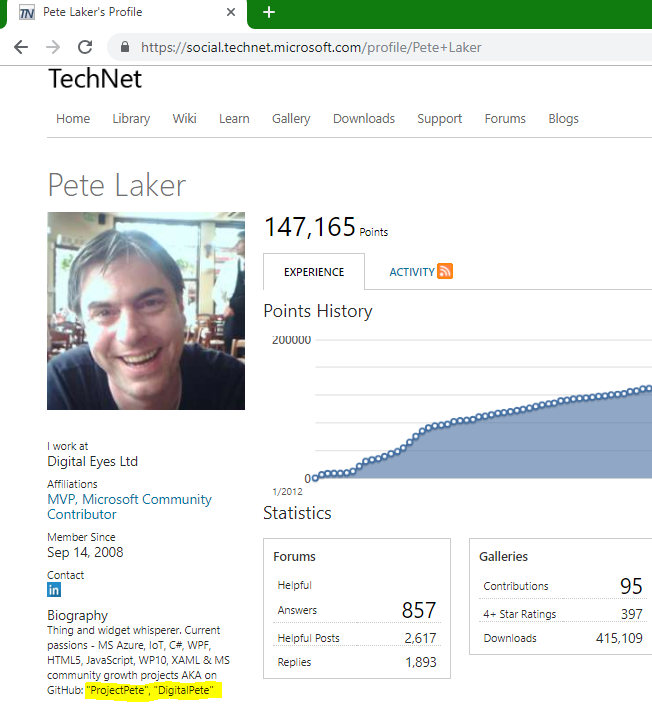 TN Pete Laker's Profile
https://social.technet.microsoft.com/profile/Pete+Laker
TechNet
Home Library Wiki Learn Gallery Downloads Support Forums Blogs
Pete Laker
147,165 Points
EXPERIENCE ACTIVITY
Points History
200000
0
1/2012
I work at
Digital Eyes Ltd
Affiliations
MVP, Microsoft Community
Contributor
Member Since
Sep 14, 2008
Contact
in
Biography
Thing and widget whisperer. Current
passions - MS Azure, IoT, C#, WPF,
HTML5, JavaScript, WP10, XAML & MS
community growth projects AKA on
GitHub: "ProjectPete", "DigitalPete"
Statistics
Forums
Helpful
Answers 857
Helpful Posts 2,617
Replies 1,893
Galleries
Contributions 95
4+ Star Ratings 397
Downloads 415,109